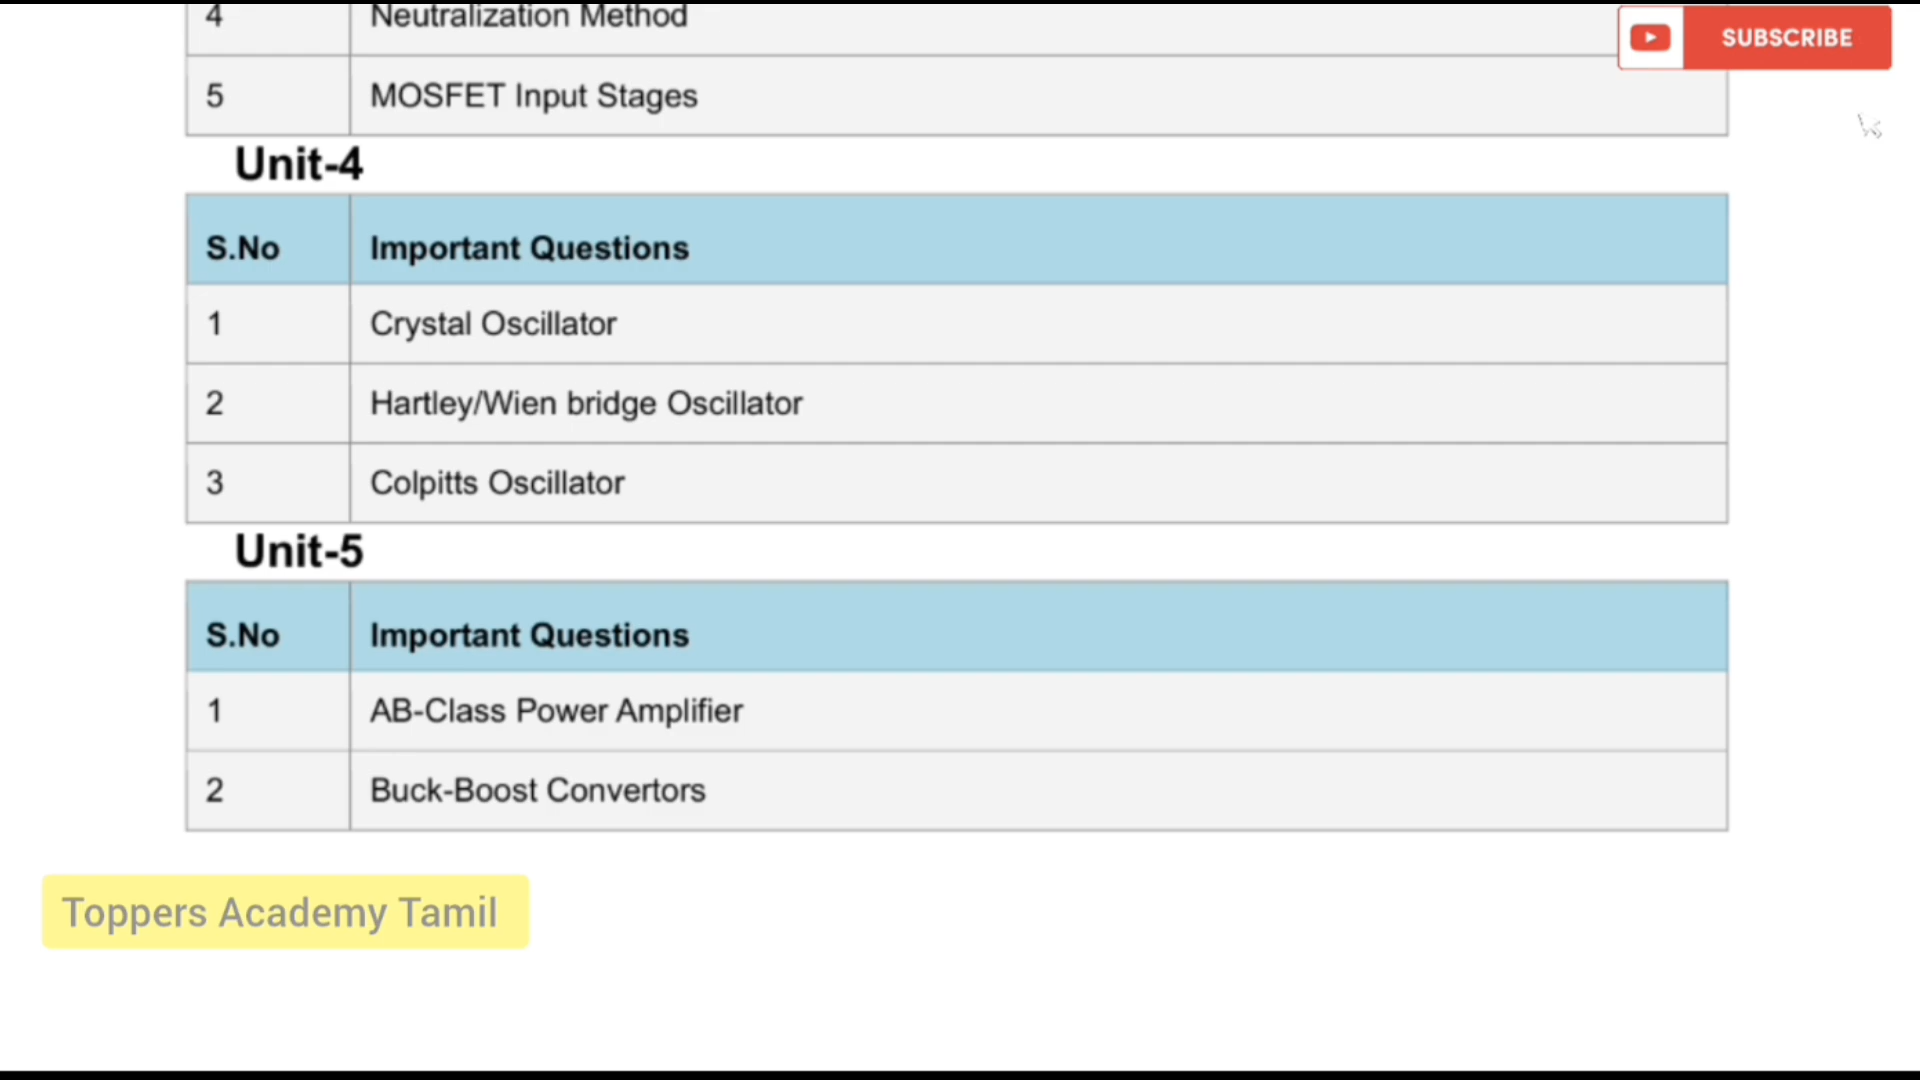 4 Neutralization Method
SUBSCRIBE
5 MOSFET Input Stages
Unit-4
S.No Important Questions
1 Crystal Oscillator
2 Hartley/Wien bridge Oscillator
3 Colpitts Oscillator
Unit-5
S.No Important Questions
1 AB-Class Power Amplifier
2 Buck-Boost Convertors
Toppers Academy Tamil